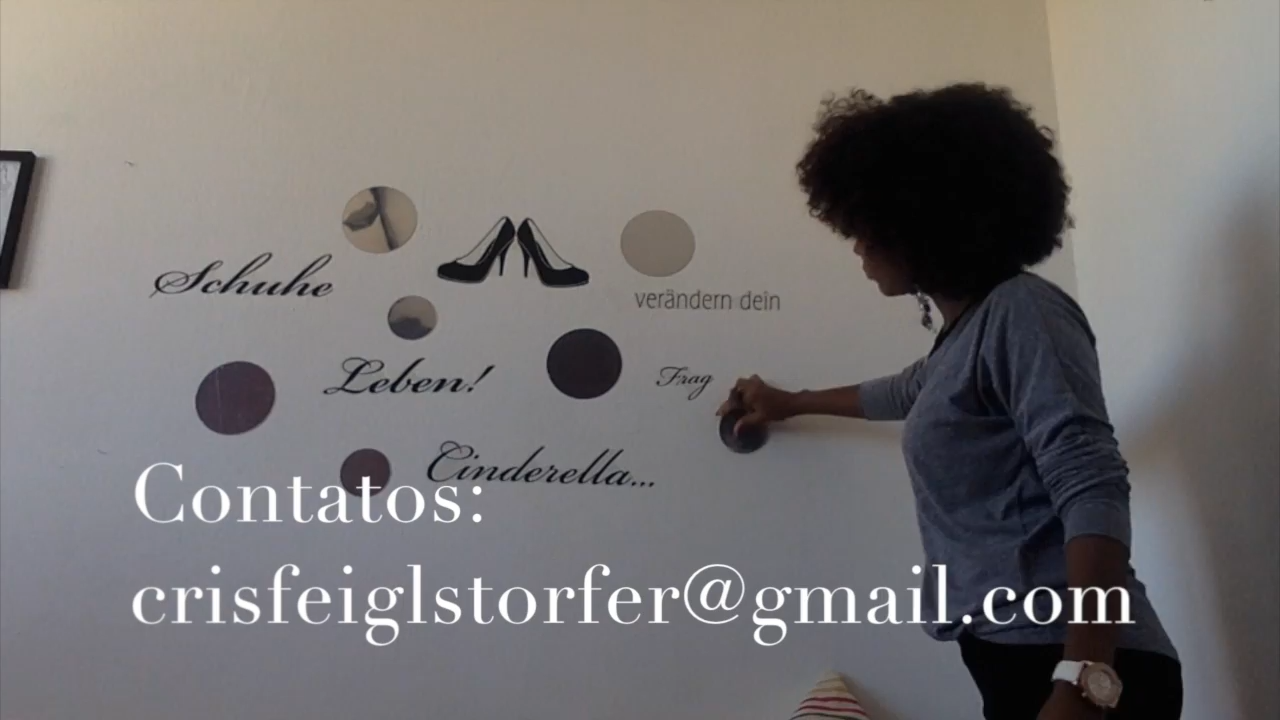 Schuhe
verändern dein
Leben!
Frag
Cinderella...
Contatos:
crisfeiglstorfer@gmail.com